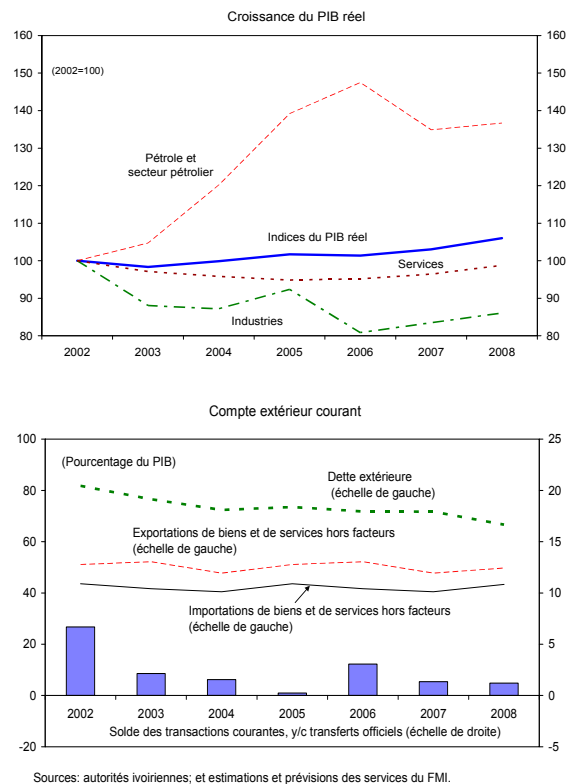 Croissance du PIB réel
160
160
(2002=100)
150
150
140
140
130
130
Pétrole et
secteur pétrolier
120
120
110
110
Indices du PIB réel
100
100
Services
90
90
Industries
80
80
2002 2003 2004 2005 2006 2007 2008
Compte extérieur courant
100
25
(Pourcentage du PIB)
Dette extérieure
(échelle de gauche)
80
20
Exportations de biens et de services hors facteurs
(échelle de gauche)
60
15
40
10
Importations de biens et de services hors facteurs
(échelle de gauche)
20
5
0
0
2002 2003 2004 2005 2006 2007 2008
Solde des transactions courantes, y/c transferts officiels (échelle de droite)
-20
-5
Sources: autorités ivoiriennes; et estimations et prévisions des services du FMI.